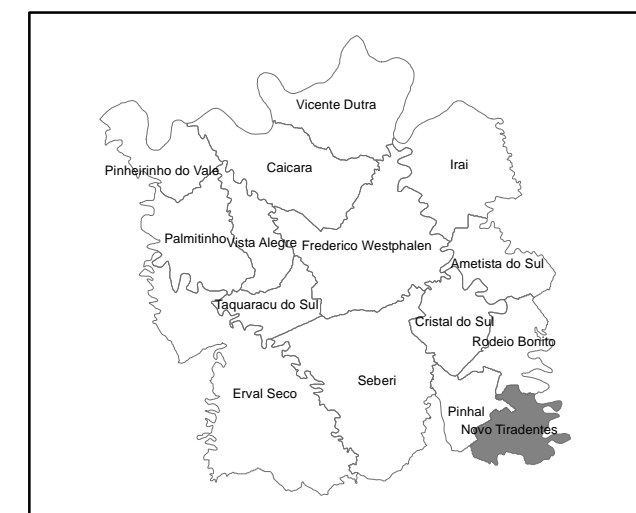 Vicente Dutra
Pinheirinho do Vale
Caicara
Irai
Palmitinho
Vista Alegre
Frederico Westphalen
Ametista do Sul
Taquaracu do Sul
Cristal do Sul
Rodeio Bonito
Erval Seco
Seberi
Pinhal
Novo Tiradentes